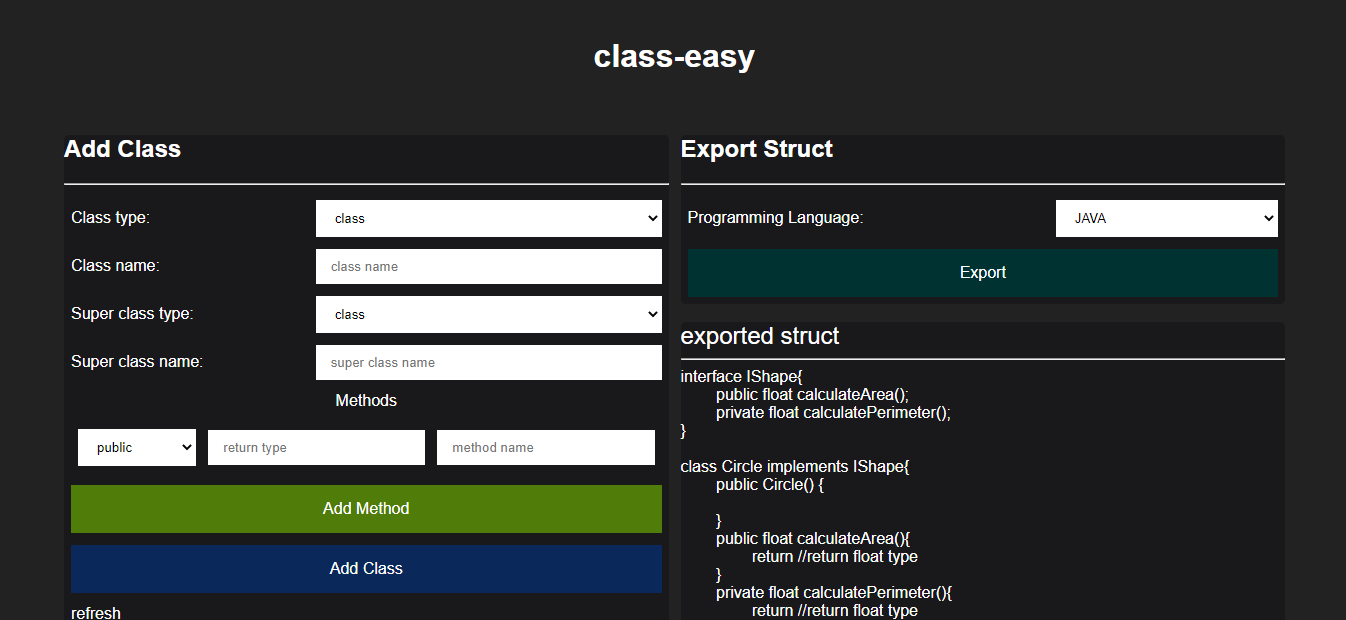 class-easy
Add Class
Class type:
class
Class name:
class name
Super class type:
class
Super class name:
super class name
Methods
public
return type
method name
Add Method
Add Class
refresh
Export Struct
Programming Language:
JAVA
Export
exported struct
interface IShape{
public float calculateArea();
private float calculatePerimeter();
}
class Circle implements IShape{
public Circle() {
}
public float calculateArea(){
return //return float type
}
private float calculatePerimeter(){
return //return float type